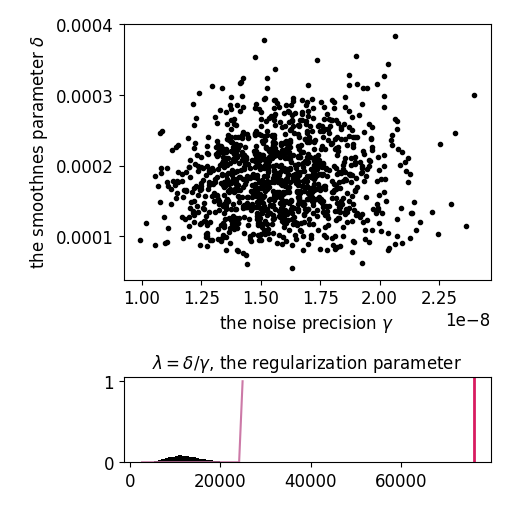 0.0004
0.0003
0.0002
0.0001
the smoothnes parameter δ
1.00 1.25 1.50 1.75 2.00 2.25
1e−8
the noise precision γ
λ = δ/γ, the regularization parameter
1
0
0 20000 40000 60000